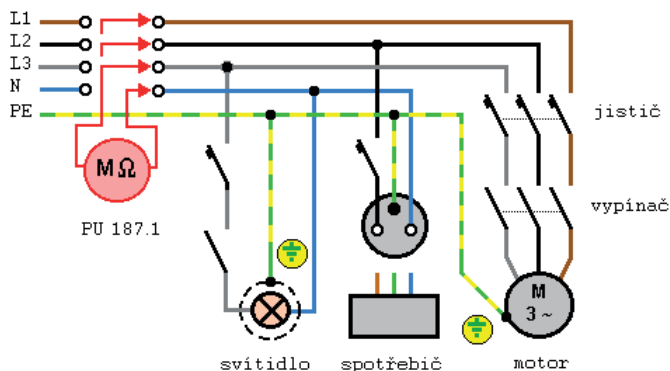 L1
L2
L3
N
PE
MΩ
PU 187.1
jistič
vypínač
M
3~
svítidlo
spotřebič
motor